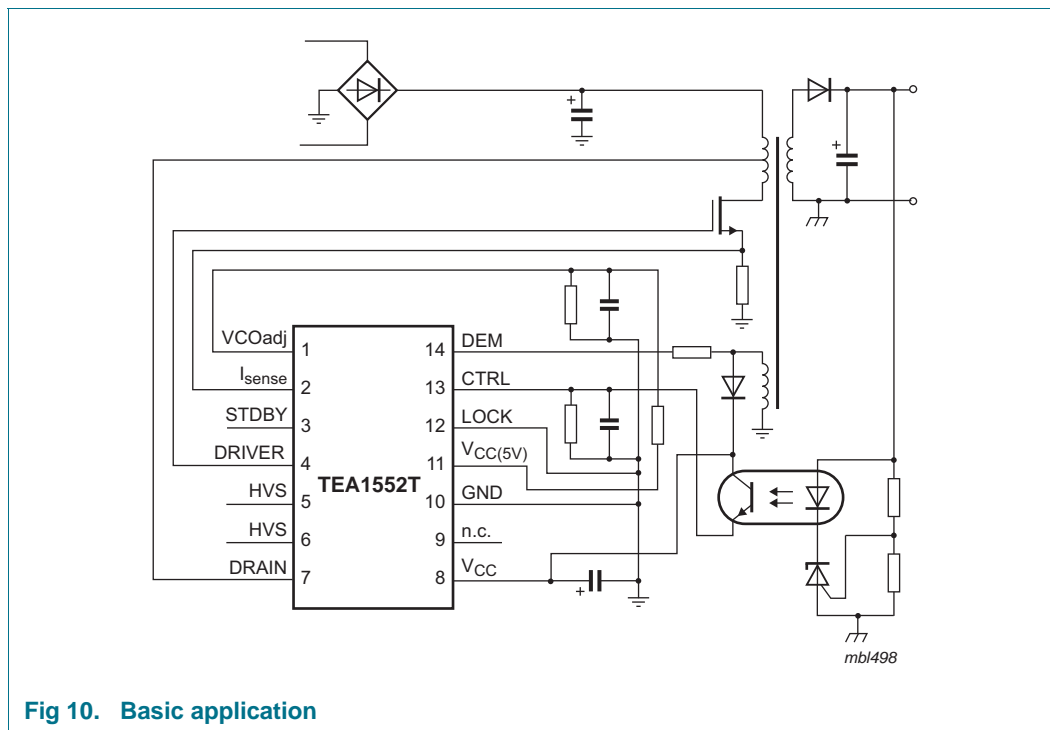 +
+
VCOadj 1
Isense 2
STDBY 3
DRIVER 4
HVS 5
HVS 6
DRAIN 7
TEA1552T
14 DEM
13 CTRL
12 LOCK
11 VCC(5V)
10 GND
9 n.c.
8 VCC
+
mbl498
Fig 10. Basic application